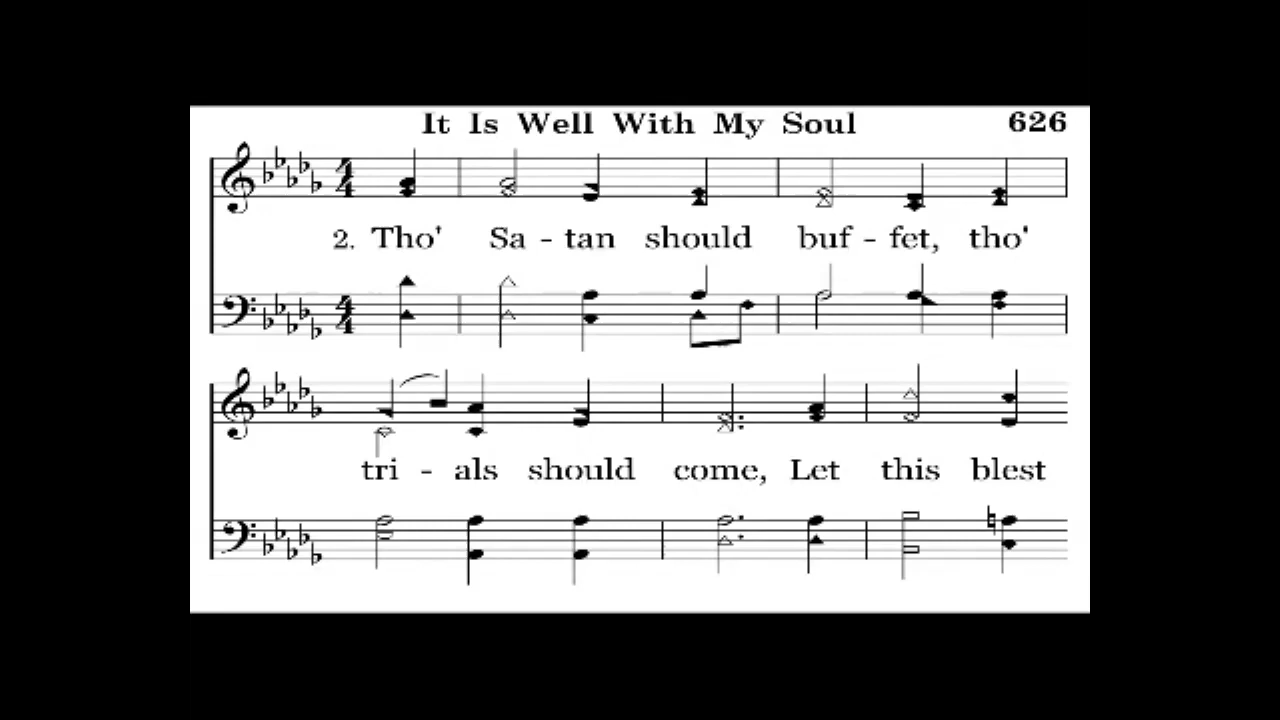 It Is Well With My Soul 626
2. Tho' Sa - tan should buf - fet, tho'
tri - als should come, Let this blest